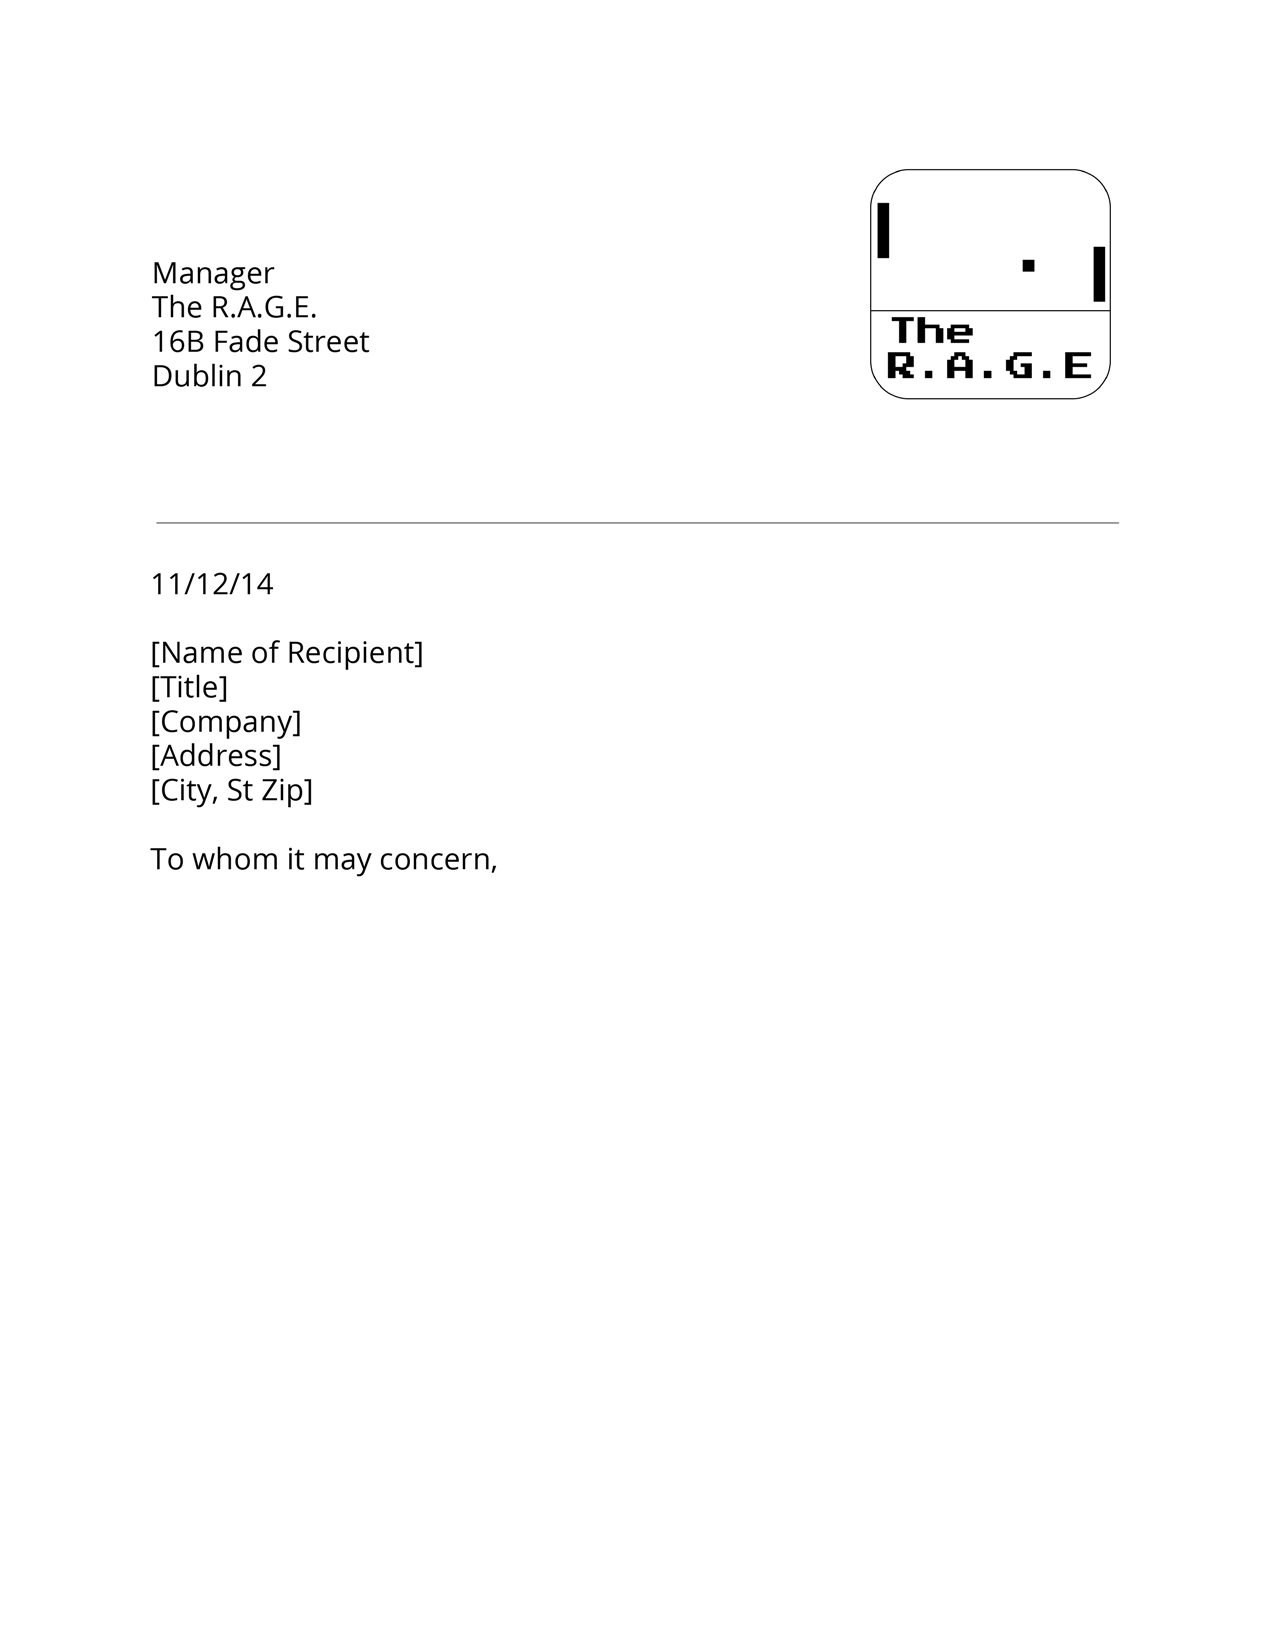 Manager
The R.A.G.E.
16B Fade Street
Dublin 2
The
R.A.G.E
11/12/14
[Name of Recipient]
[Title]
[Company]
[Address]
[City, St Zip]
To whom it may concern,